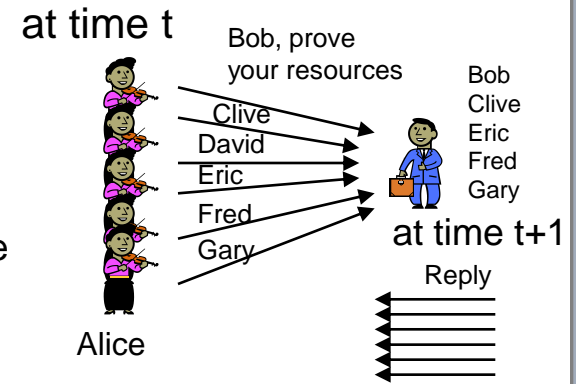 at time t
Bob, prove
your resources
Clive
David
Eric
Fred
Gary
Alice
Bob
Clive
Eric
Fred
Gary
at time t+1
Reply
e